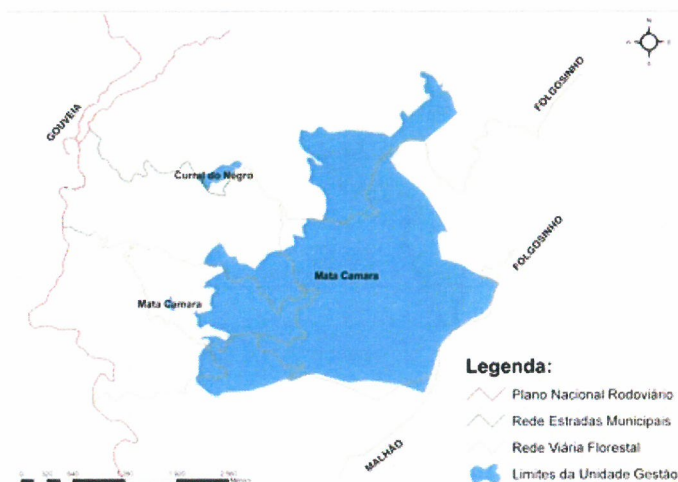 N
GOUVEIA
FOLGOSINHO
Curral do Negro
FOLGOSINHO
Mata Camara
Mata Camara
MALHÃO
Legenda:
Plano Nacional Rodoviário
Rede Estradas Municipais
Rede Viária Florestal
Limites da Unidade Gestão